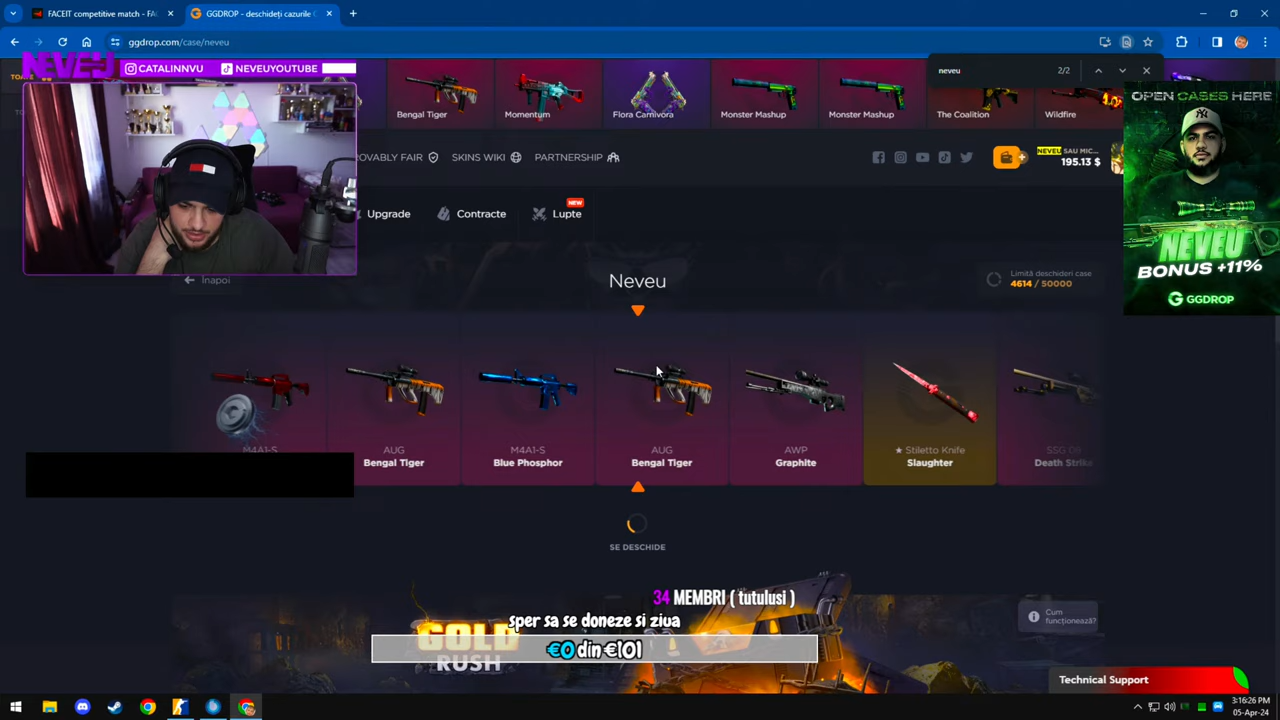 FACEIT competitive match - FA
GGDROP - deschideți cazurile
ggdrop.com/case/neveu
neveu
2/2
NEVEU
CATALINNVU
NEVEUYOUTUBE
Bengal Tiger
Momentum
Flora Carnivora
Monster Mashup
Monster Mashup
The Coalition
Wildfire
OPEN CASES HERE
NEVEU
BONUS +11%
GGDROP
PROVABLY FAIR
SKINS WIKI
PARTNERSHIP
NEVEU SAU MIC...
195.13 $
Upgrade
Contracte
NEW
Lupte
Înapoi
Neveu
Limită deschideri case
4614 / 50000
M4A1-S
AUG
Bengal Tiger
M4A1-S
Blue Phosphor
AUG
Bengal Tiger
AWP
Graphite
★ Stiletto Knife
Slaughter
SSG 08
Death Strike
SE DESCHIDE
34 MEMBRI ( tutulusi )
sper sa se doneze si ziua
€0 din €101
GOLD
RUSH
Cum
funcționează?
Technical Support
3:16:26 PM
05-Apr-24